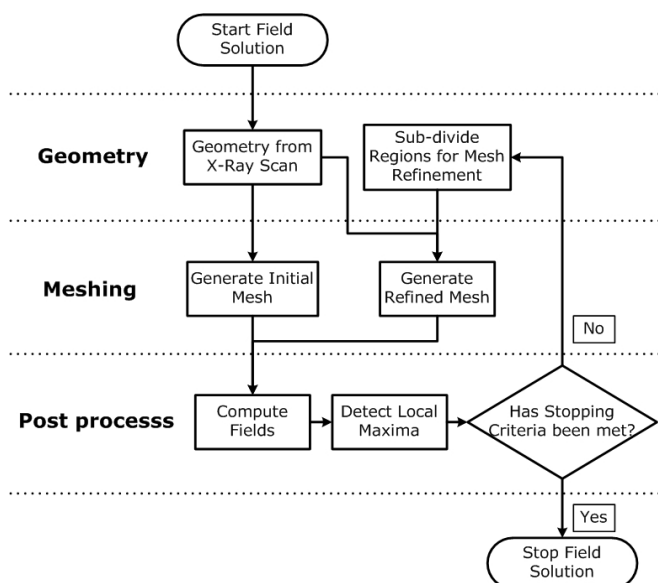 Start Field
Solution
Geometry
Geometry from
X-Ray Scan
Sub-divide
Regions for Mesh
Refinement
Meshing
Generate Initial
Mesh
Generate
Refined Mesh
No
Post processs
Compute
Fields
Detect Local
Maxima
Has Stopping
Criteria been met?
Yes
Stop Field
Solution